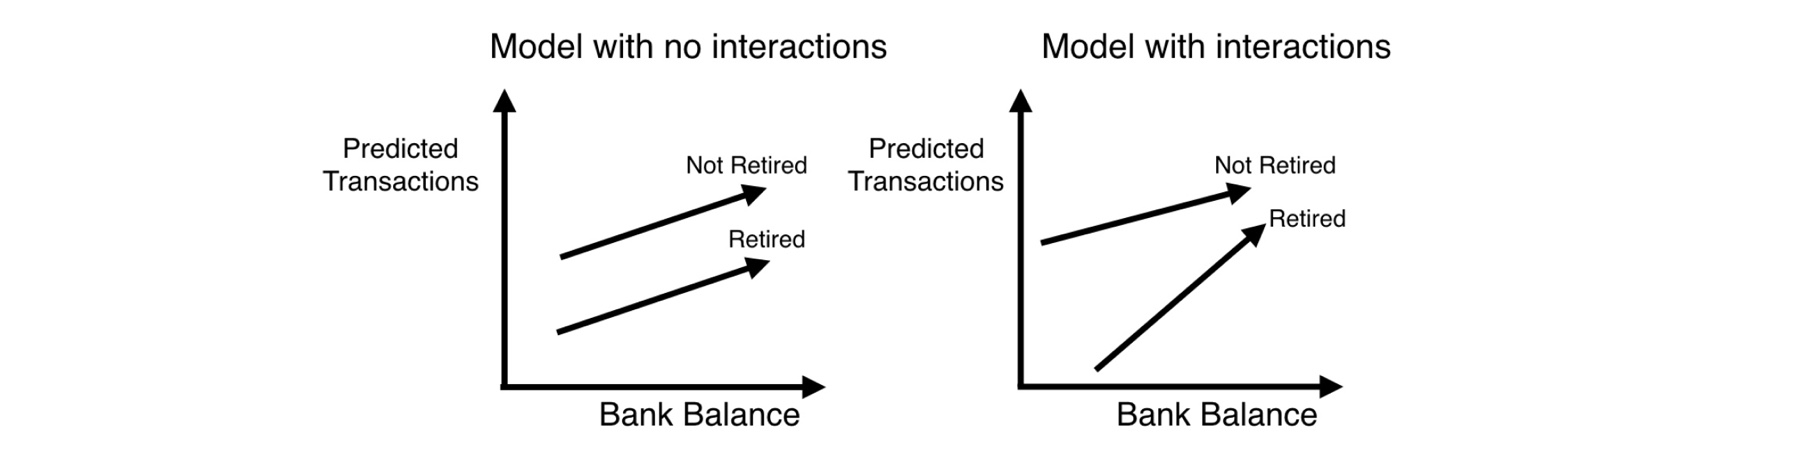 Model with no interactions
Predicted
Transactions
Not Retired
Retired
Bank Balance
Model with interactions
Predicted
Transactions
Not Retired
Retired
Bank Balance